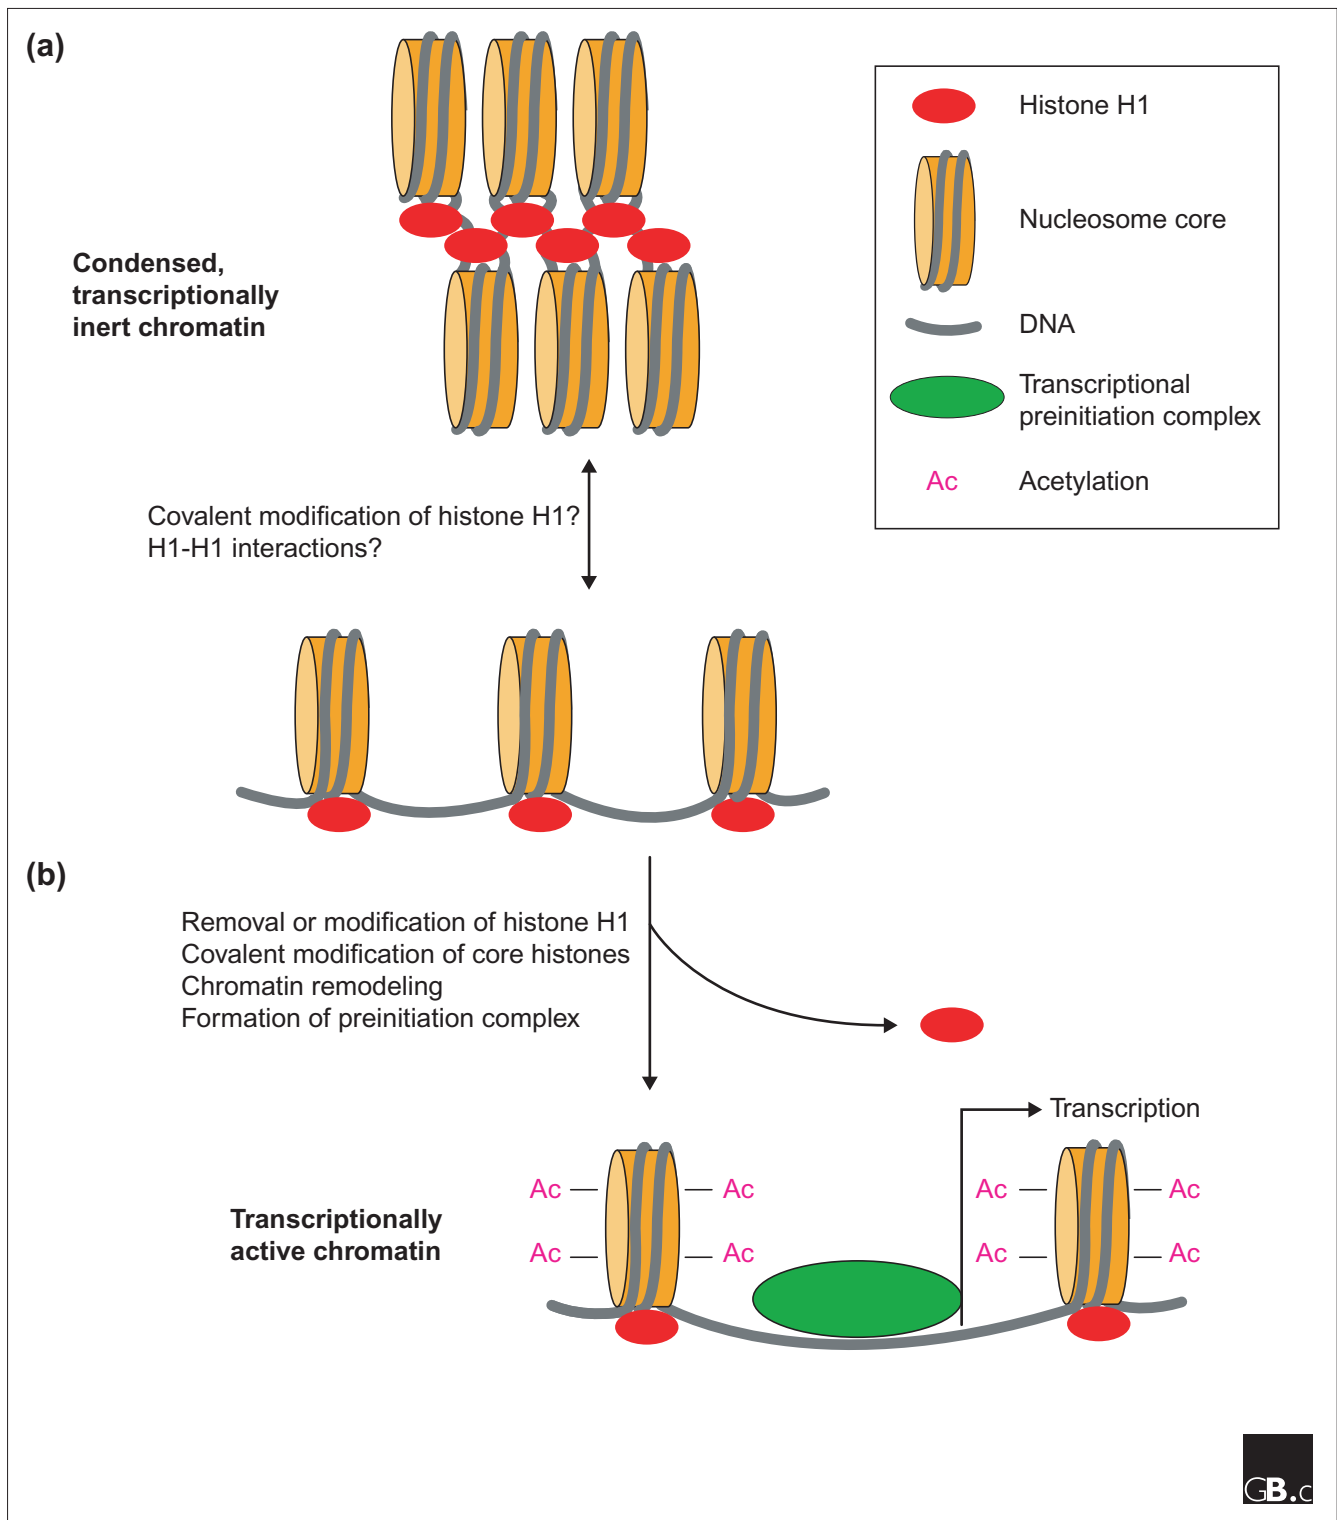 (a)
Histone H1
Nucleosome core
DNA
Transcriptional
preinitiation complex
Ac Acetylation
Condensed,
transcriptionally
inert chromatin
Covalent modification of histone H1?
H1-H1 interactions?
(b)
Removal or modification of histone H1
Covalent modification of core histones
Chromatin remodeling
Formation of preinitiation complex
Transcription
Ac Ac Ac Ac
Transcriptionally
active chromatin
Ac Ac Ac Ac
GB.c